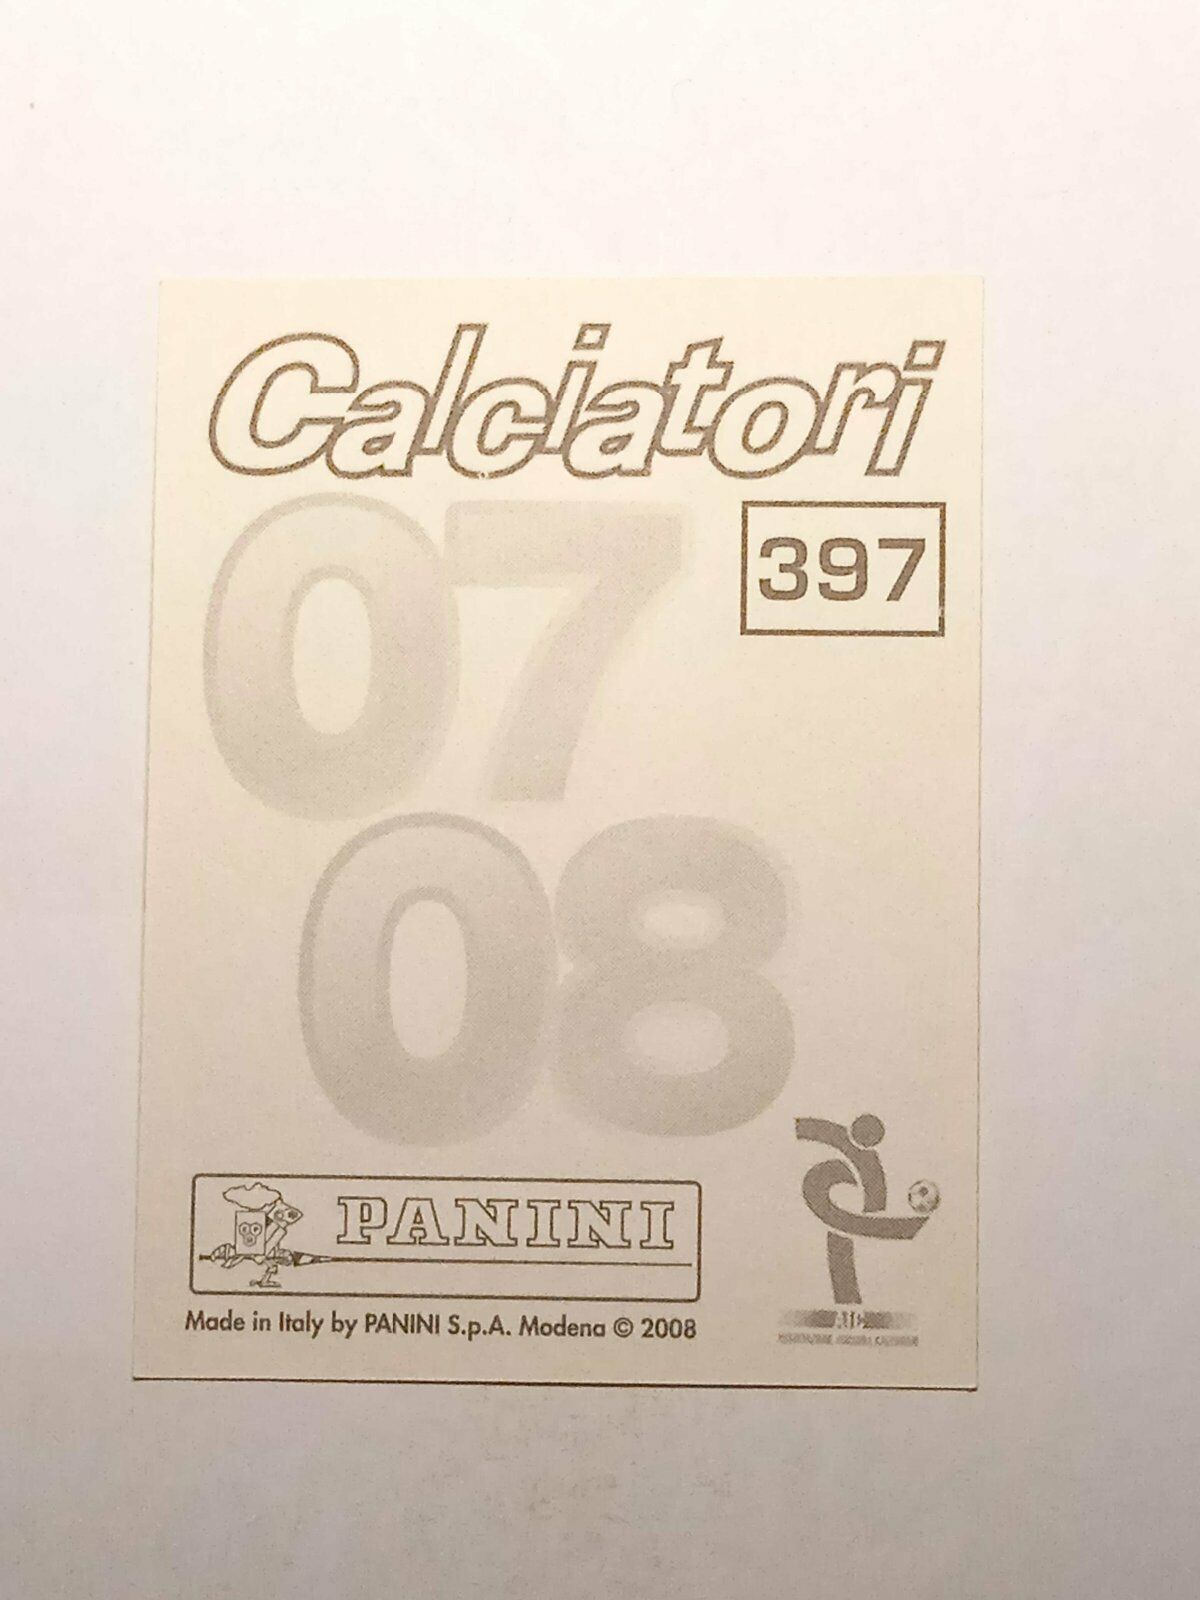 Calciatori
07
397
08
PANINI
Made in Italy by PANINI S.p.A. Modena © 2008